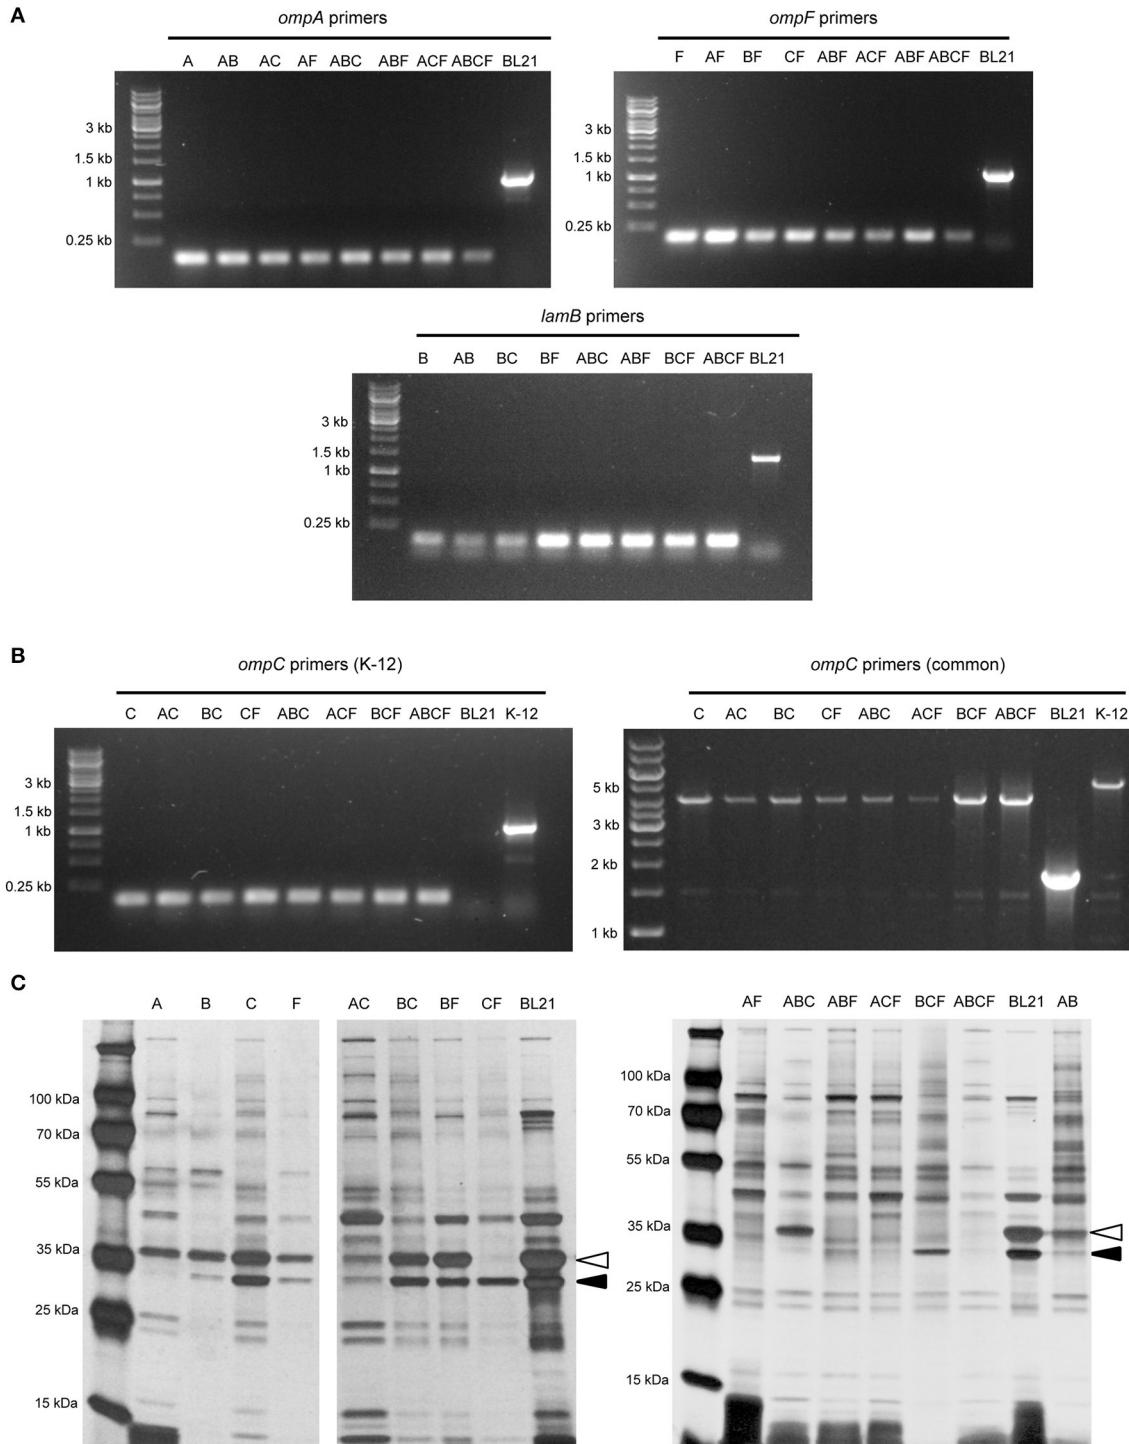 A
ompA primers
A AB AC AF ABC ABF ACF ABCF BL21
3 kb
1.5 kb
1 kb
0.25 kb
ompF primers
F AF BF CF ABF ACF ABF ABCF BL21
3 kb
1.5 kb
1 kb
0.25 kb
lamB primers
B AB BC BF ABC ABF BCF ABCF BL21
3 kb
1.5 kb
1 kb
0.25 kb
B
ompC primers (K-12)
C AC BC CF ABC ACF BCF ABCF BL21 K-12
3 kb
1.5 kb
1 kb
0.25 kb
ompC primers (common)
C AC BC CF ABC ACF BCF ABCF BL21 K-12
5 kb
3 kb
2 kb
1 kb
C
A B C F
100 kDa
70 kDa
55 kDa
35 kDa
25 kDa
15 kDa
AC BC BF CF BL21
AF ABC ABF ACF BCF ABCF BL21 AB
100 kDa
70 kDa
55 kDa
35 kDa
25 kDa
15 kDa